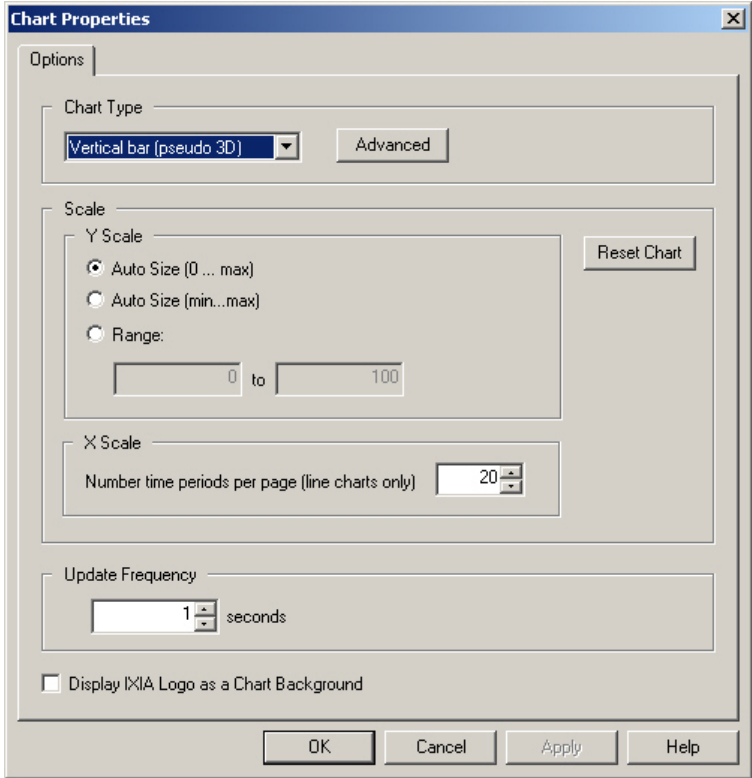 Chart Properties
Options
Chart Type
Vertical bar (pseudo 3D)
Advanced
Scale
Y Scale
Reset Chart
Auto Size (0 ... max)
Auto Size (min...max)
Range:
0 to 100
X Scale
Number time periods per page (line charts only) 20
Update Frequency
1 seconds
Display IXIA Logo as a Chart Background
OK Cancel Apply Help